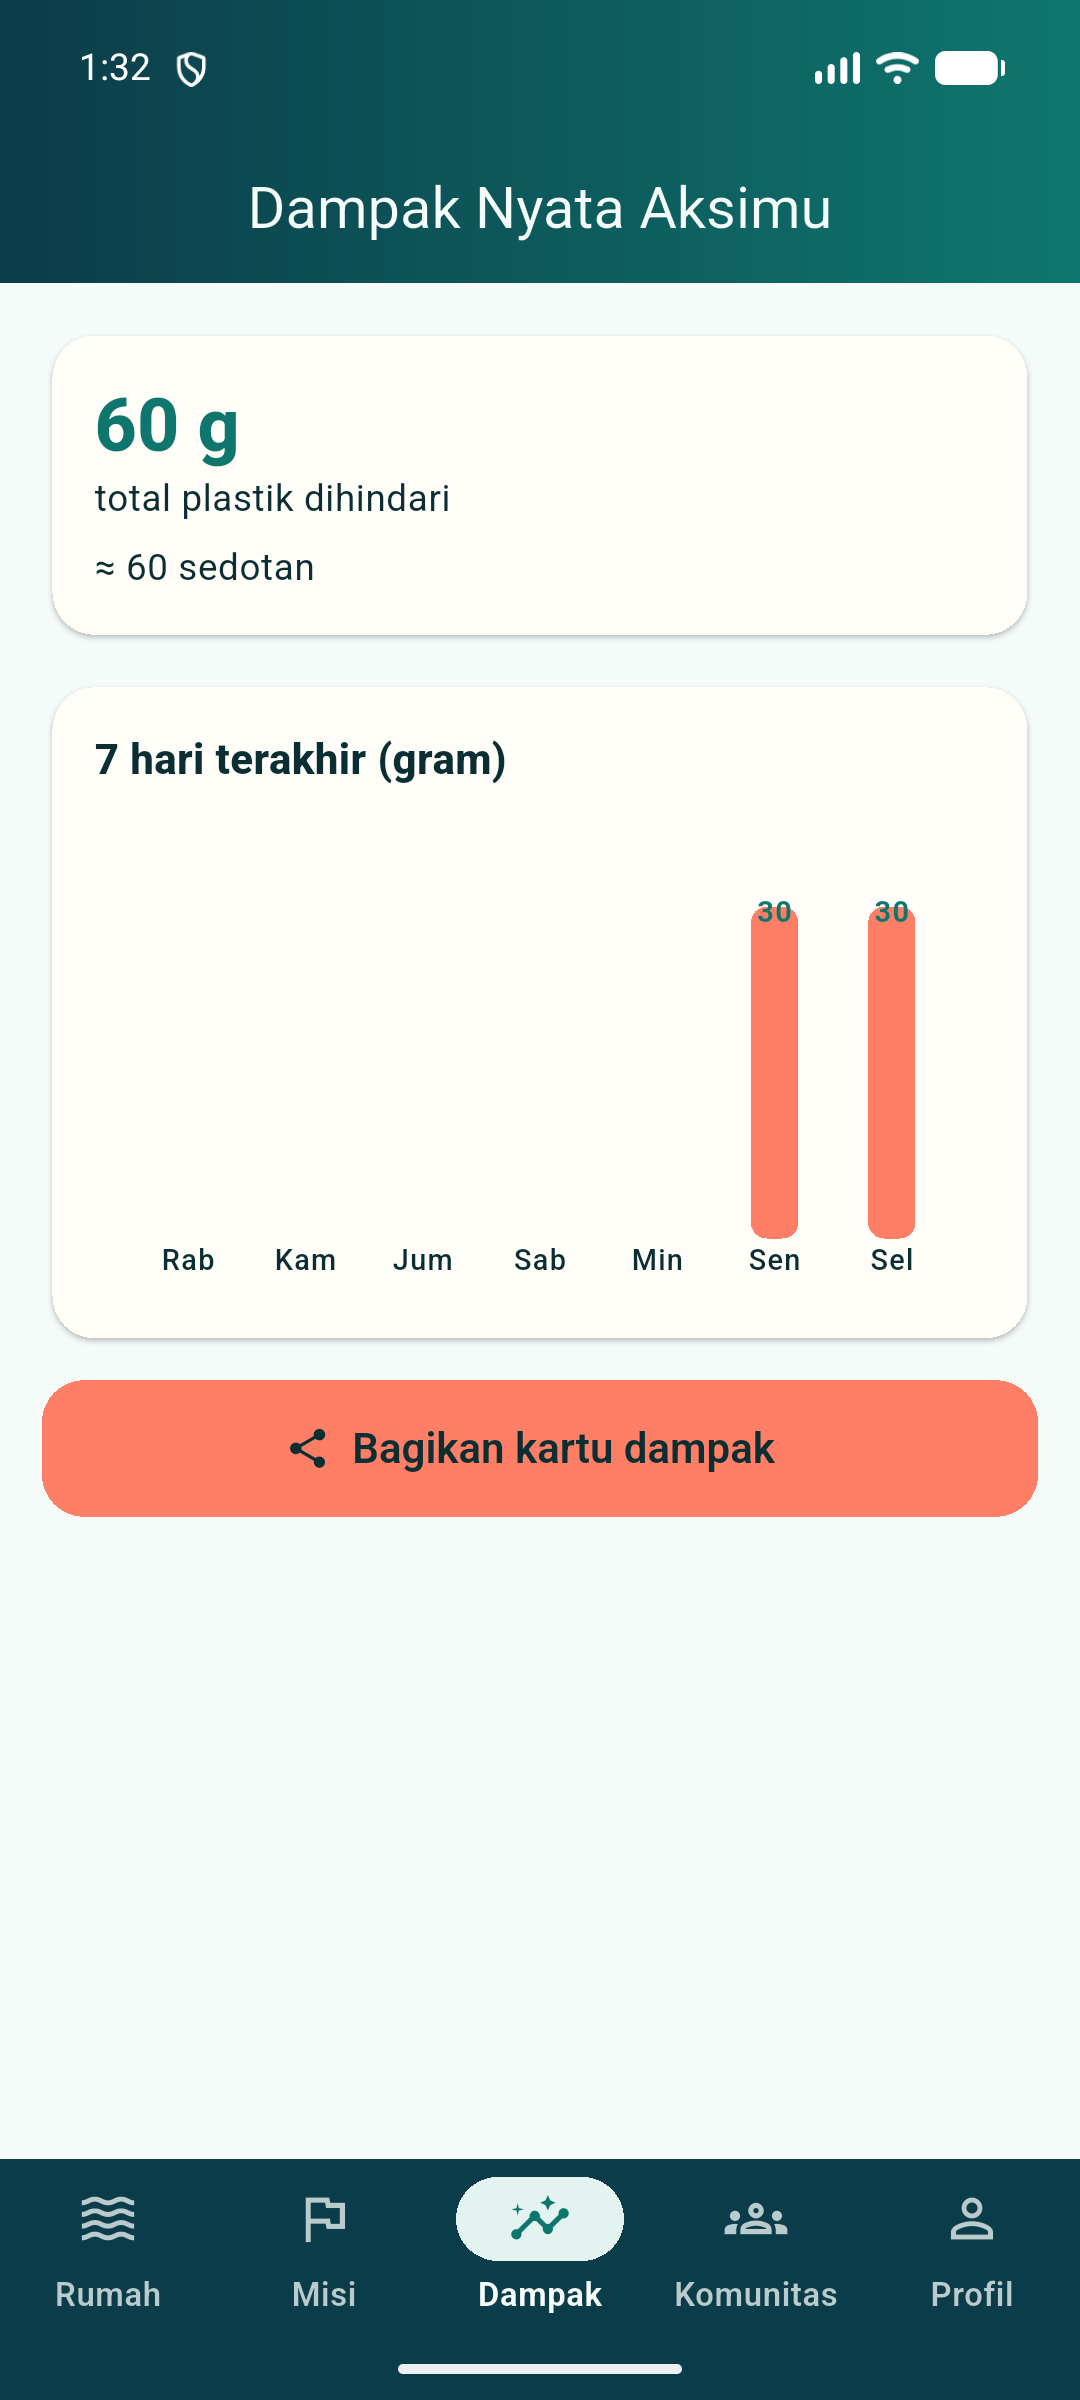 1:32
Dampak Nyata Aksimu
60 g
total plastik dihindari
≈ 60 sedotan
7 hari terakhir (gram)
30 30
Rab Kam Jum Sab Min Sen Sel
Bagikan kartu dampak
Rumah Misi Dampak Komunitas Profil